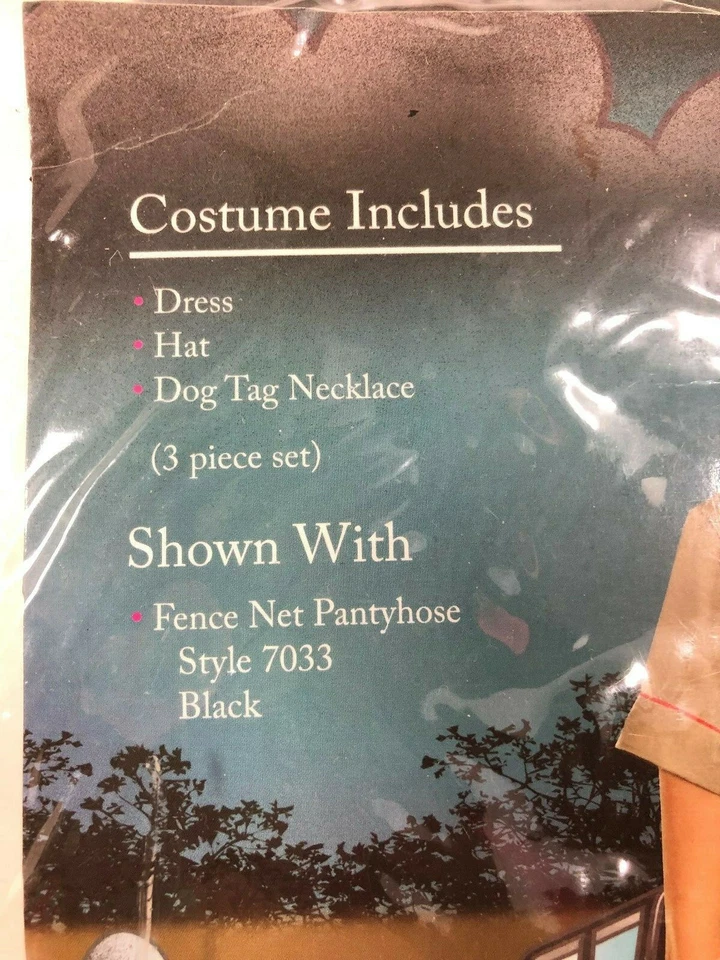 Costume Includes
• Dress
• Hat
• Dog Tag Necklace
(3 piece set)
Shown With
• Fence Net Pantyhose
Style 7033
Black